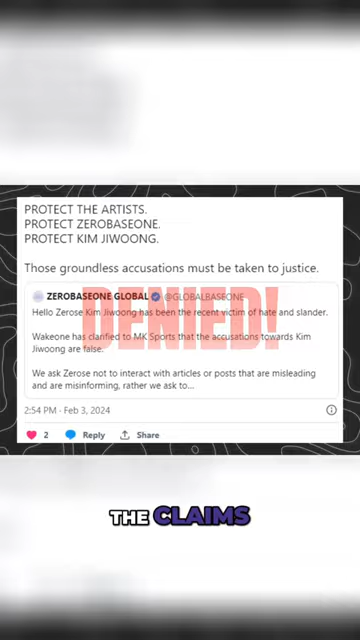 PROTECT THE ARTISTS.
PROTECT ZEROBASEONE.
PROTECT KIM JIWOONG.
Those groundless accusations must be taken to justice.
ZEROBASEONE GLOBAL @GLOBALBASEONE
Hello Zerose Kim Jiwoong has been the recent victim of hate and slander.
Wakeone has clarified to MK Sports that the accusations towards Kim
Jiwoong are false.
We ask Zerose not to interact with articles or posts that are misleading
and are misinforming, rather we ask to...
DENIED!
2:54 PM · Feb 3, 2024
2 Reply Share
THE CLAIMS